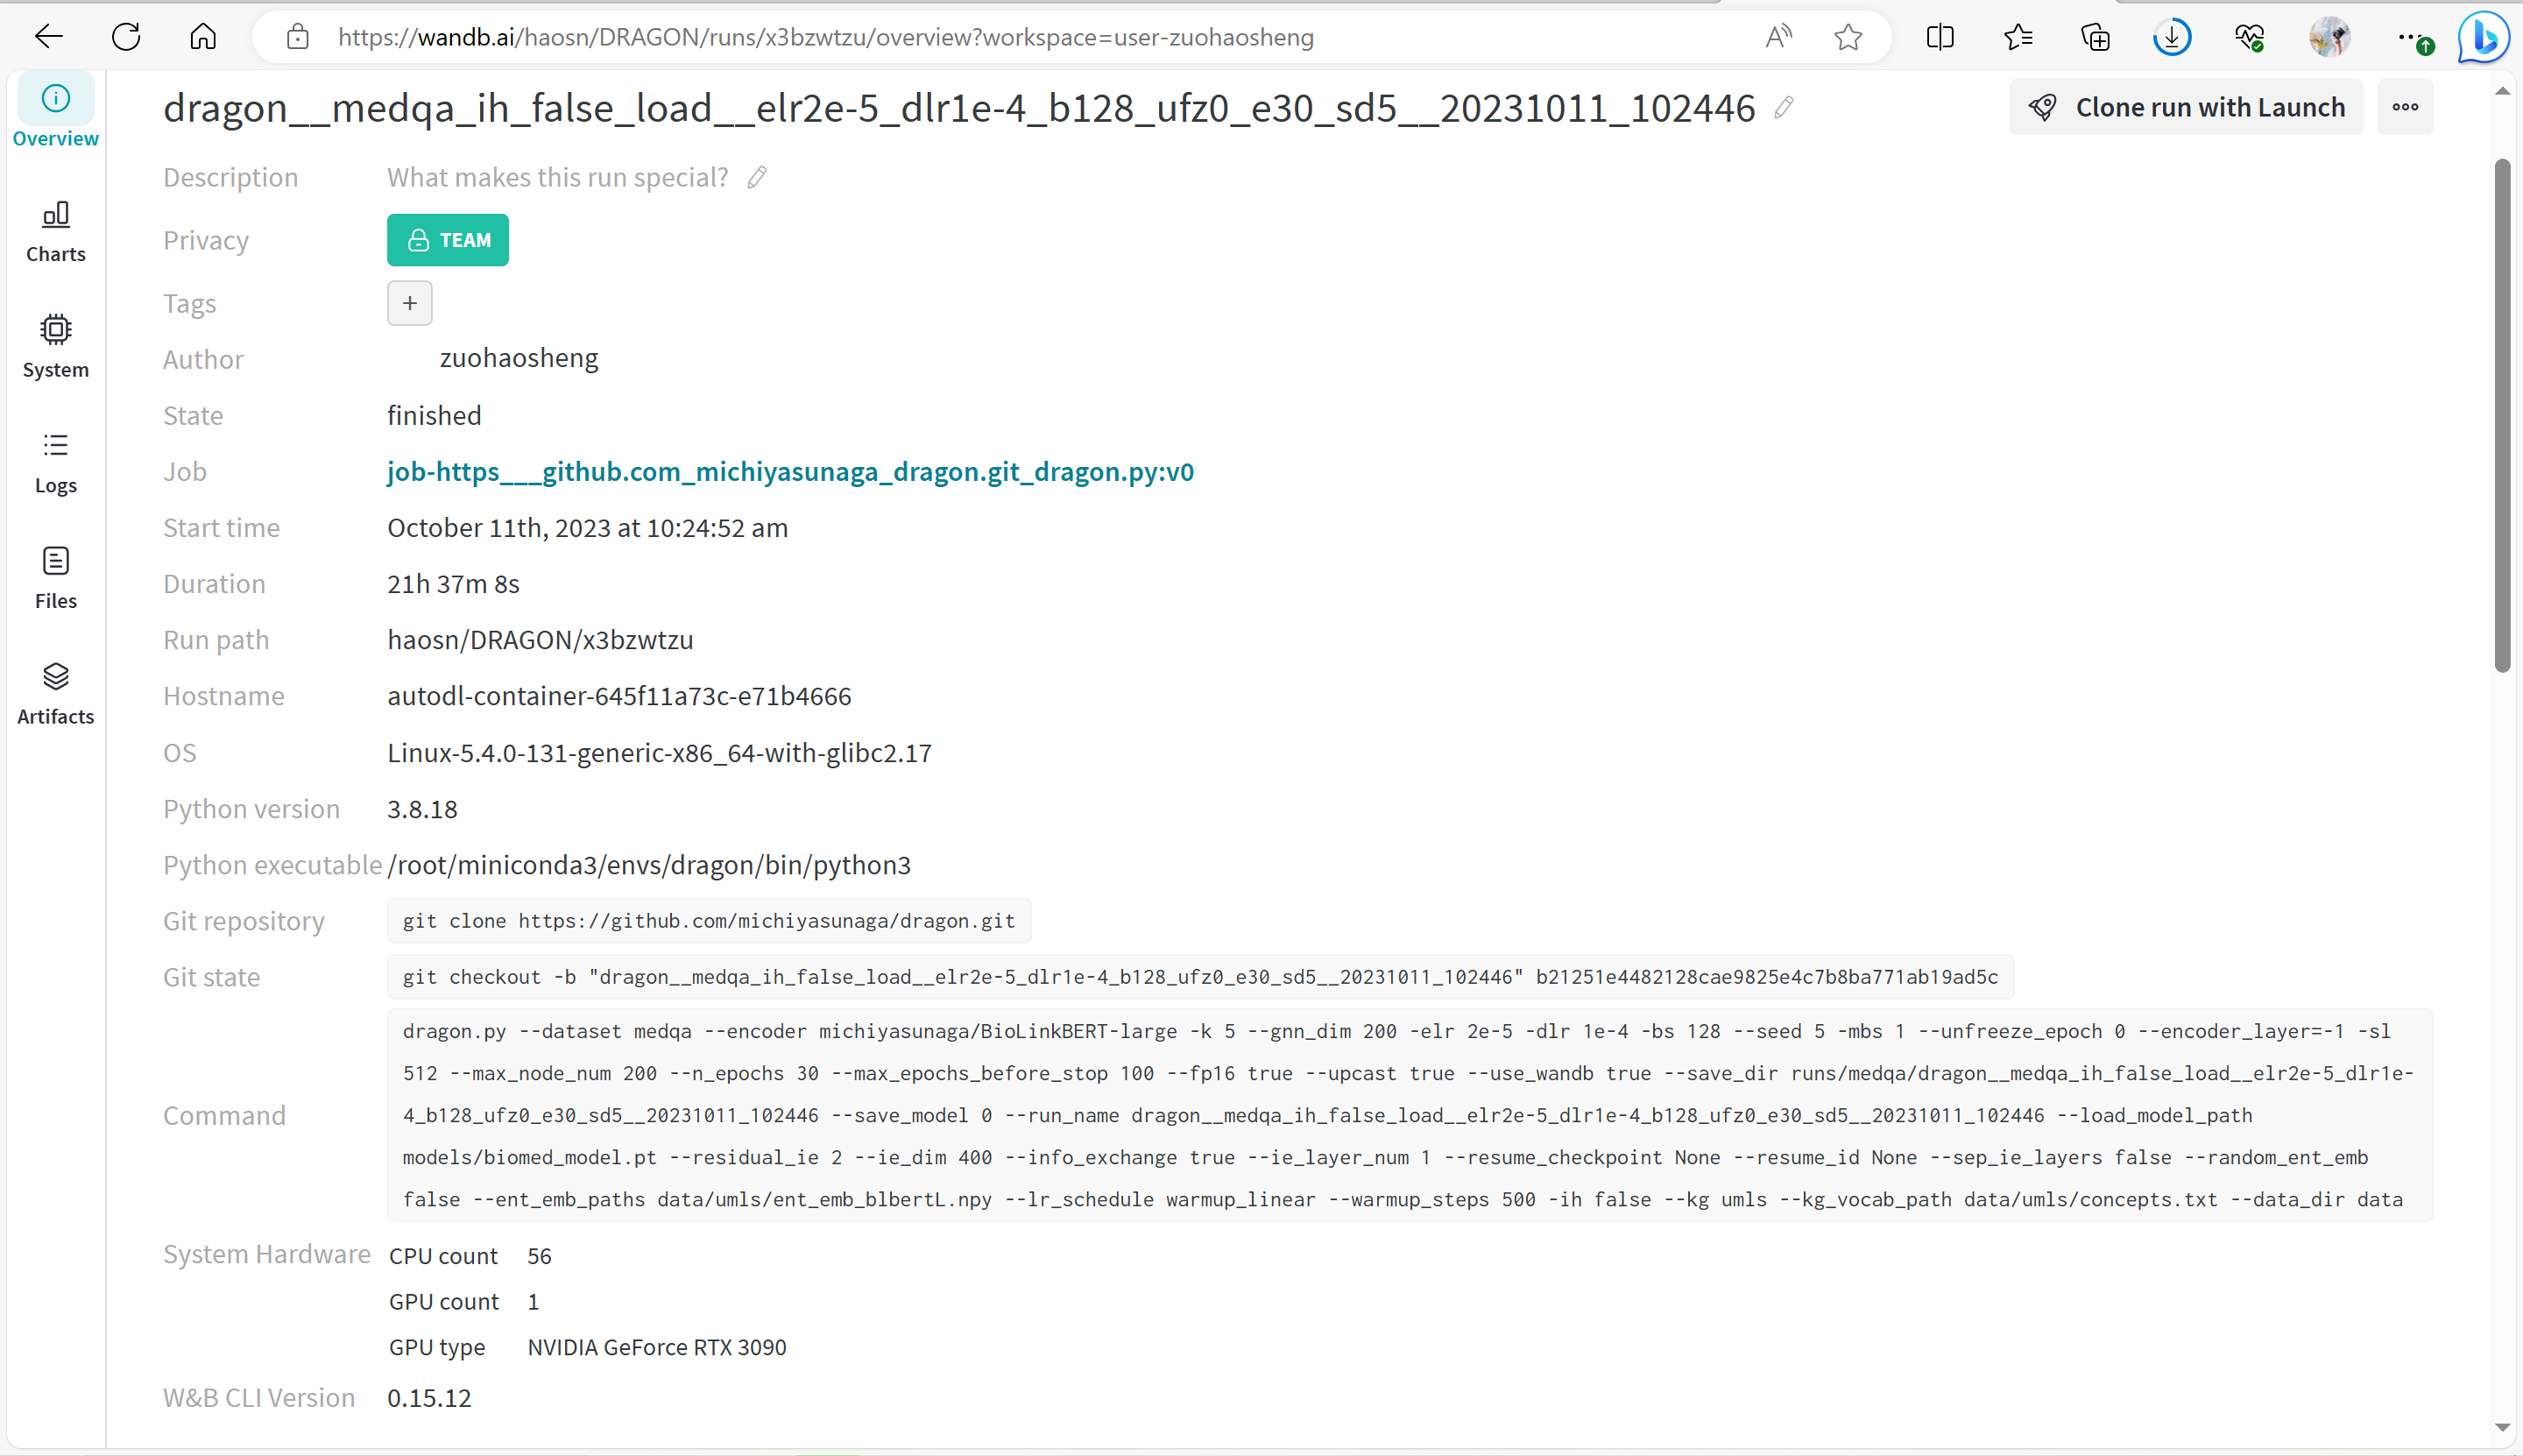 https://wandb.ai/haosn/DRAGON/runs/x3bzwtzu/overview?workspace=user-zuohaosheng
dragon__medqa_ih_false_load__elr2e-5_dlr1e-4_b128_ufz0_e30_sd5__20231011_102446
Clone run with Launch
Overview
Charts
System
Logs
Files
Artifacts
Description What makes this run special?
Privacy TEAM
Tags +
Author zuohaosheng
State finished
Job job-https___github.com_michiyasunaga_dragon.git_dragon.py:v0
Start time October 11th, 2023 at 10:24:52 am
Duration 21h 37m 8s
Run path haosn/DRAGON/x3bzwtzu
Hostname autodl-container-645f11a73c-e71b4666
OS Linux-5.4.0-131-generic-x86_64-with-glibc2.17
Python version 3.8.18
Python executable /root/miniconda3/envs/dragon/bin/python3
Git repository git clone https://github.com/michiyasunaga/dragon.git
Git state git checkout -b "dragon__medqa_ih_false_load__elr2e-5_dlr1e-4_b128_ufz0_e30_sd5__20231011_102446" b21251e4482128cae9825e4c7b8ba771ab19ad5c
Command
dragon.py --dataset medqa --encoder michiyasunaga/BioLinkBERT-large -k 5 --gnn_dim 200 -elr 2e-5 -dlr 1e-4 -bs 128 --seed 5 -mbs 1 --unfreeze_epoch 0 --encoder_layer=-1 -sl
512 --max_node_num 200 --n_epochs 30 --max_epochs_before_stop 100 --fp16 true --upcast true --use_wandb true --save_dir runs/medqa/dragon__medqa_ih_false_load__elr2e-5_dlr1e-
4_b128_ufz0_e30_sd5__20231011_102446 --save_model 0 --run_name dragon__medqa_ih_false_load__elr2e-5_dlr1e-4_b128_ufz0_e30_sd5__20231011_102446 --load_model_path
models/biomed_model.pt --residual_ie 2 --ie_dim 400 --info_exchange true --ie_layer_num 1 --resume_checkpoint None --resume_id None --sep_ie_layers false --random_ent_emb
false --ent_emb_paths data/umls/ent_emb_blbertL.npy --lr_schedule warmup_linear --warmup_steps 500 -ih false --kg umls --kg_vocab_path data/umls/concepts.txt --data_dir data
System Hardware CPU count 56
GPU count 1
GPU type NVIDIA GeForce RTX 3090
W&B CLI Version 0.15.12